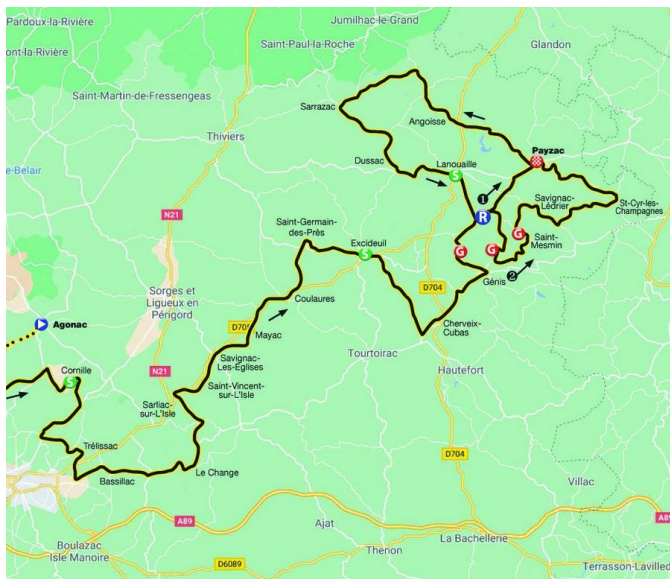 Pardoux-la-Rivière
Jumilhac-le-Grand
ont-la-Rivière
Saint-Paul-la-Roche
Glandon
Saint-Martin-de-Fressengeas
Sarrazac
Angoisse
Thiviers
Payzac
Dussac
Lanouaille
e-Belair
S
1
Savignac-
Lédrier
St-Cyr-les-
Champagnes
N21
R
Saint-Germain-
des-Près
Excideuil
G
Saint-
Mesmin
G
G
S
Génis
2
Sorges et
Ligueux en
Périgord
Coulaures
D704
Agonac
D705
Mayac
Cherveix-
Cubas
Savignac-
Les-Eglises
Tourtoirac
N21
Hautefort
Cornille
S
Saint-Vincent-
sur-L'Isle
Sarliac-
sur-L'Isle
Trélissac
D704
Le Change
Bassillac
Villac
A89
Ajat
A89
Boulazac
Isle Manoire
La Bachellerie
Thenon
D6089
Terrasson-Lavilled